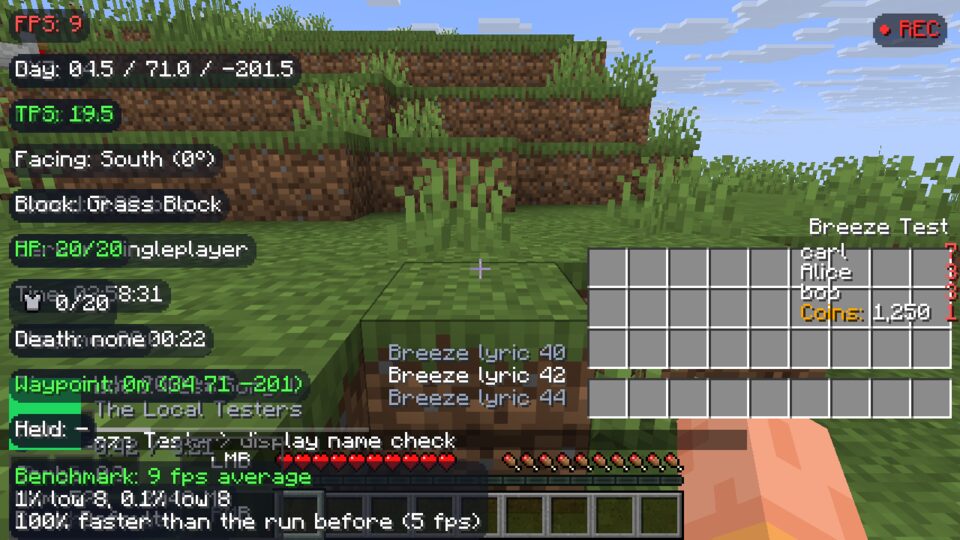 FPS: 9
REC
Day: 04.5 / 71.0 / -201.5
TPS: 19.5
Facing: South (0°)
Block: Grass Block
Breeze Test
HP: 20/20
ngleplayer
carl 7
Alice 3
bob 3
Coins: 1,250 1
0/20
8:31
Death: none
00:22
Breeze lyric 40
Breeze lyric 42
Breeze lyric 44
Waypoint: 0m (34 71 -201)
The Local Testers
Held: -
display name check
LMB
Benchmark: 9 fps average
1% low 8, 0.1% low 8
100% faster than the run before (5 fps)